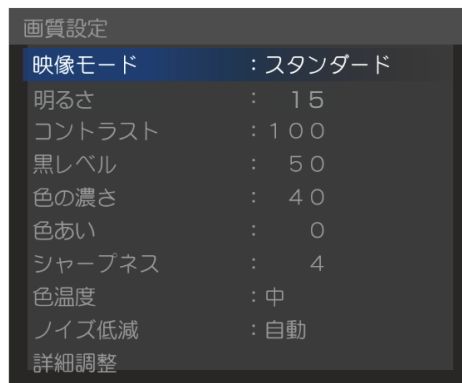 画質設定
映像モード　：スタンダード
明るさ　：　１５
コントラスト　：１００
黒レベル　：　５０
色の濃さ　：　４０
色あい　：　０
シャープネス　：　４
色温度　：中
ノイズ低減　：自動
詳細調整